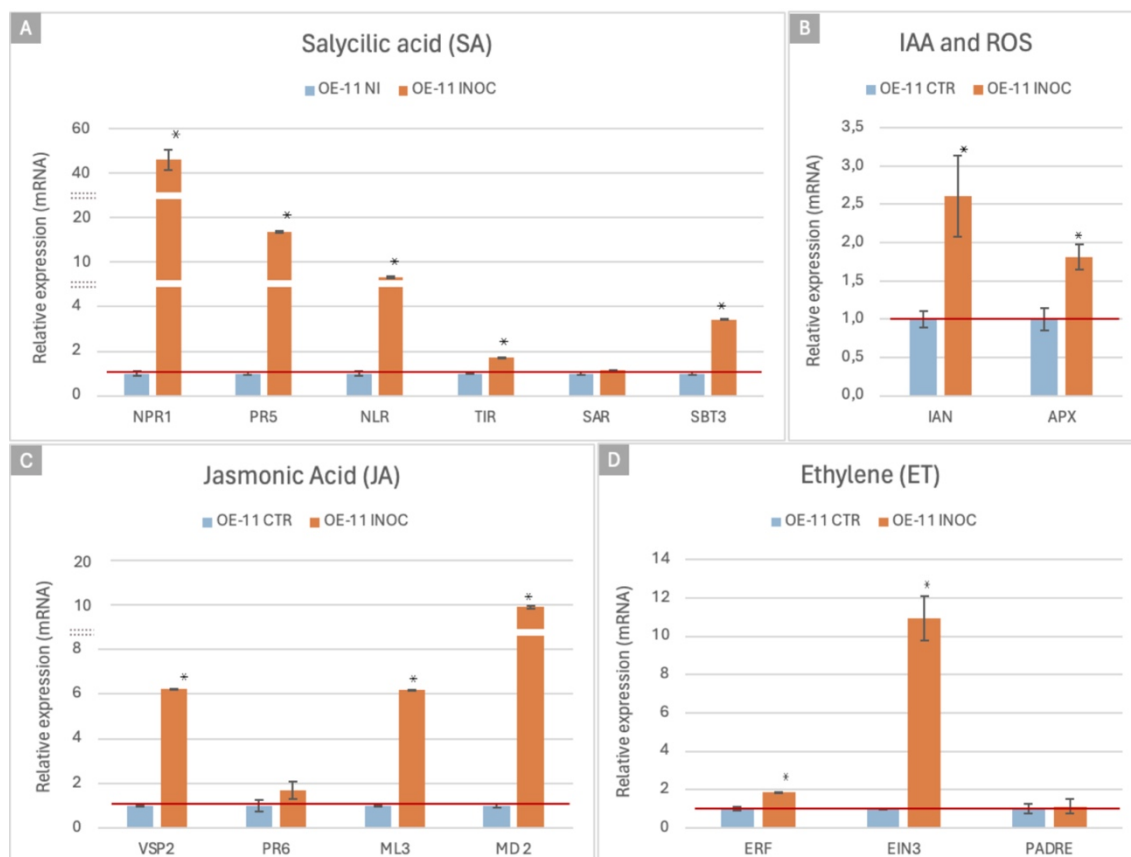 A
Salycilic acid (SA)
OE-11 NI OE-11 INOC
Relative expression (mRNA)
60
40
20
10
4
2
0
*
*
*
*
*
NPR1 PR5 NLR TIR SAR SBT3
B
IAA and ROS
OE-11 CTR OE-11 INOC
Relative expression (mRNA)
3,5
3,0
2,5
2,0
1,5
1,0
0,5
0,0
*
*
IAN APX
C
Jasmonic Acid (JA)
OE-11 CTR OE-11 INOC
Relative expression (mRNA)
20
10
8
6
4
2
0
*
*
*
VSP2 PR6 ML3 MD 2
D
Ethylene (ET)
OE-11 CTR OE-11 INOC
Relative expression (mRNA)
14
12
10
8
6
4
2
0
*
*
ERF EIN3 PADRE